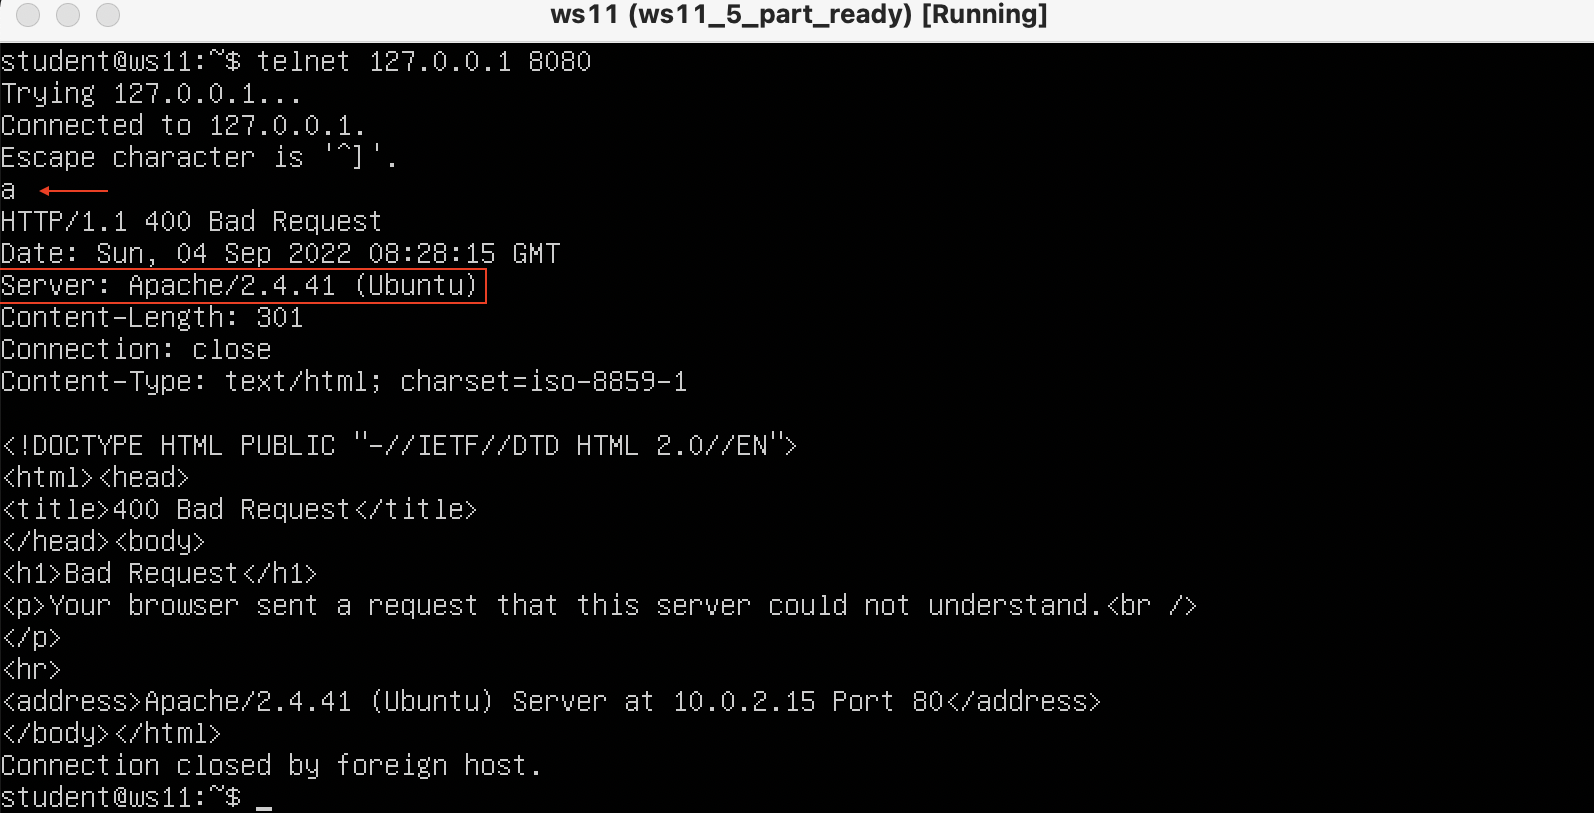 ws11 (ws11_5_part_ready) [Running]
student@ws11:~$ telnet 127.0.0.1 8080
Trying 127.0.0.1...
Connected to 127.0.0.1.
Escape character is '^]'.
a
HTTP/1.1 400 Bad Request
Date: Sun, 04 Sep 2022 08:28:15 GMT
Server: Apache/2.4.41 (Ubuntu)
Content-Length: 301
Connection: close
Content-Type: text/html; charset=iso-8859-1

<!DOCTYPE HTML PUBLIC "-//IETF//DTD HTML 2.0//EN">
<html><head>
<title>400 Bad Request</title>
</head><body>
<h1>Bad Request</h1>
<p>Your browser sent a request that this server could not understand.<br />
</p>
<hr>
<address>Apache/2.4.41 (Ubuntu) Server at 10.0.2.15 Port 80</address>
</body></html>
Connection closed by foreign host.
student@ws11:~$ _